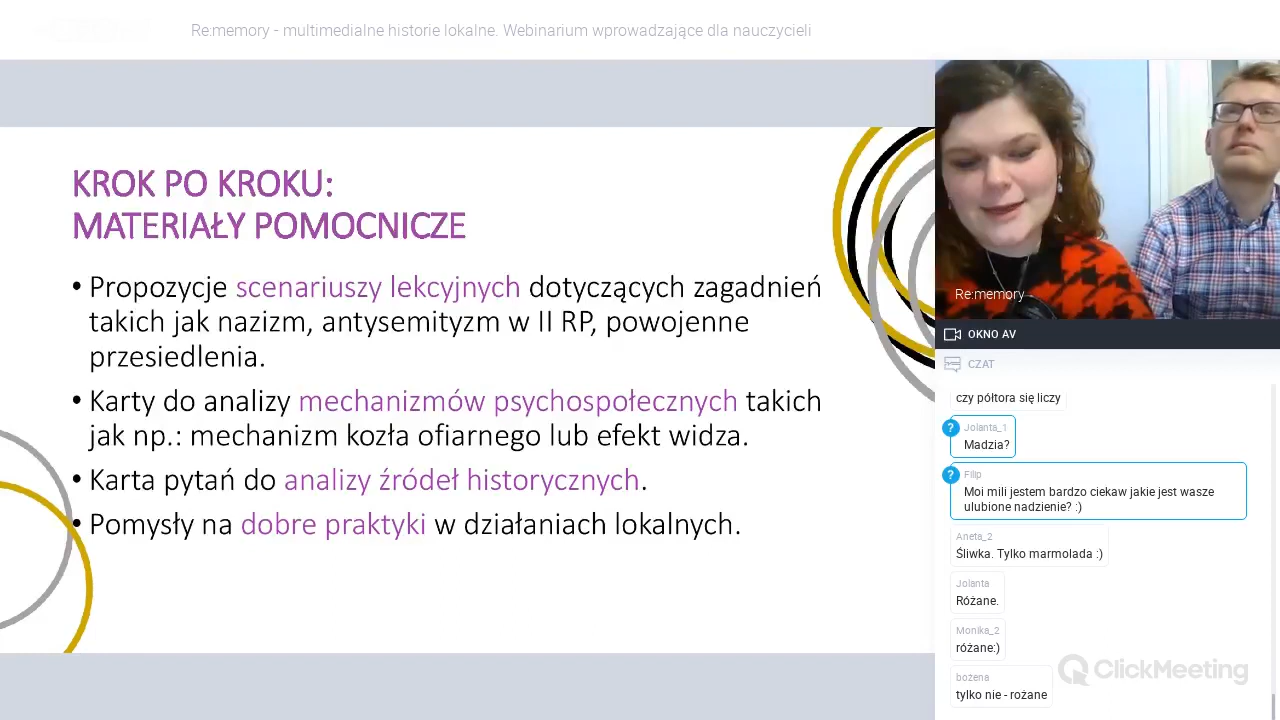 Re:memory - multimedialne historie lokalne. Webinarium wprowadzające dla nauczycieli
KROK PO KROKU:
MATERIAŁY POMOCNICZE
• Propozycje scenariuszy lekcyjnych dotyczących zagadnień
takich jak nazizm, antysemityzm w II RP, powojenne
przesiedlenia.
• Karty do analizy mechanizmów psychospołecznych takich
jak np.: mechanizm kozła ofiarnego lub efekt widza.
• Karta pytań do analizy źródeł historycznych.
• Pomysły na dobre praktyki w działaniach lokalnych.
Re:memory
OKNO AV
CZAT
czy półtora się liczy
? Jolanta_1
Madzia?
? Filip
Moi mili jestem bardzo ciekaw jakie jest wasze
ulubione nadzienie? :)
Aneta_2
Śliwka. Tylko marmolada :)
Jolanta
Różane.
Monika_2
różane:)
bożena
tylko nie - rożane
ClickMeeting